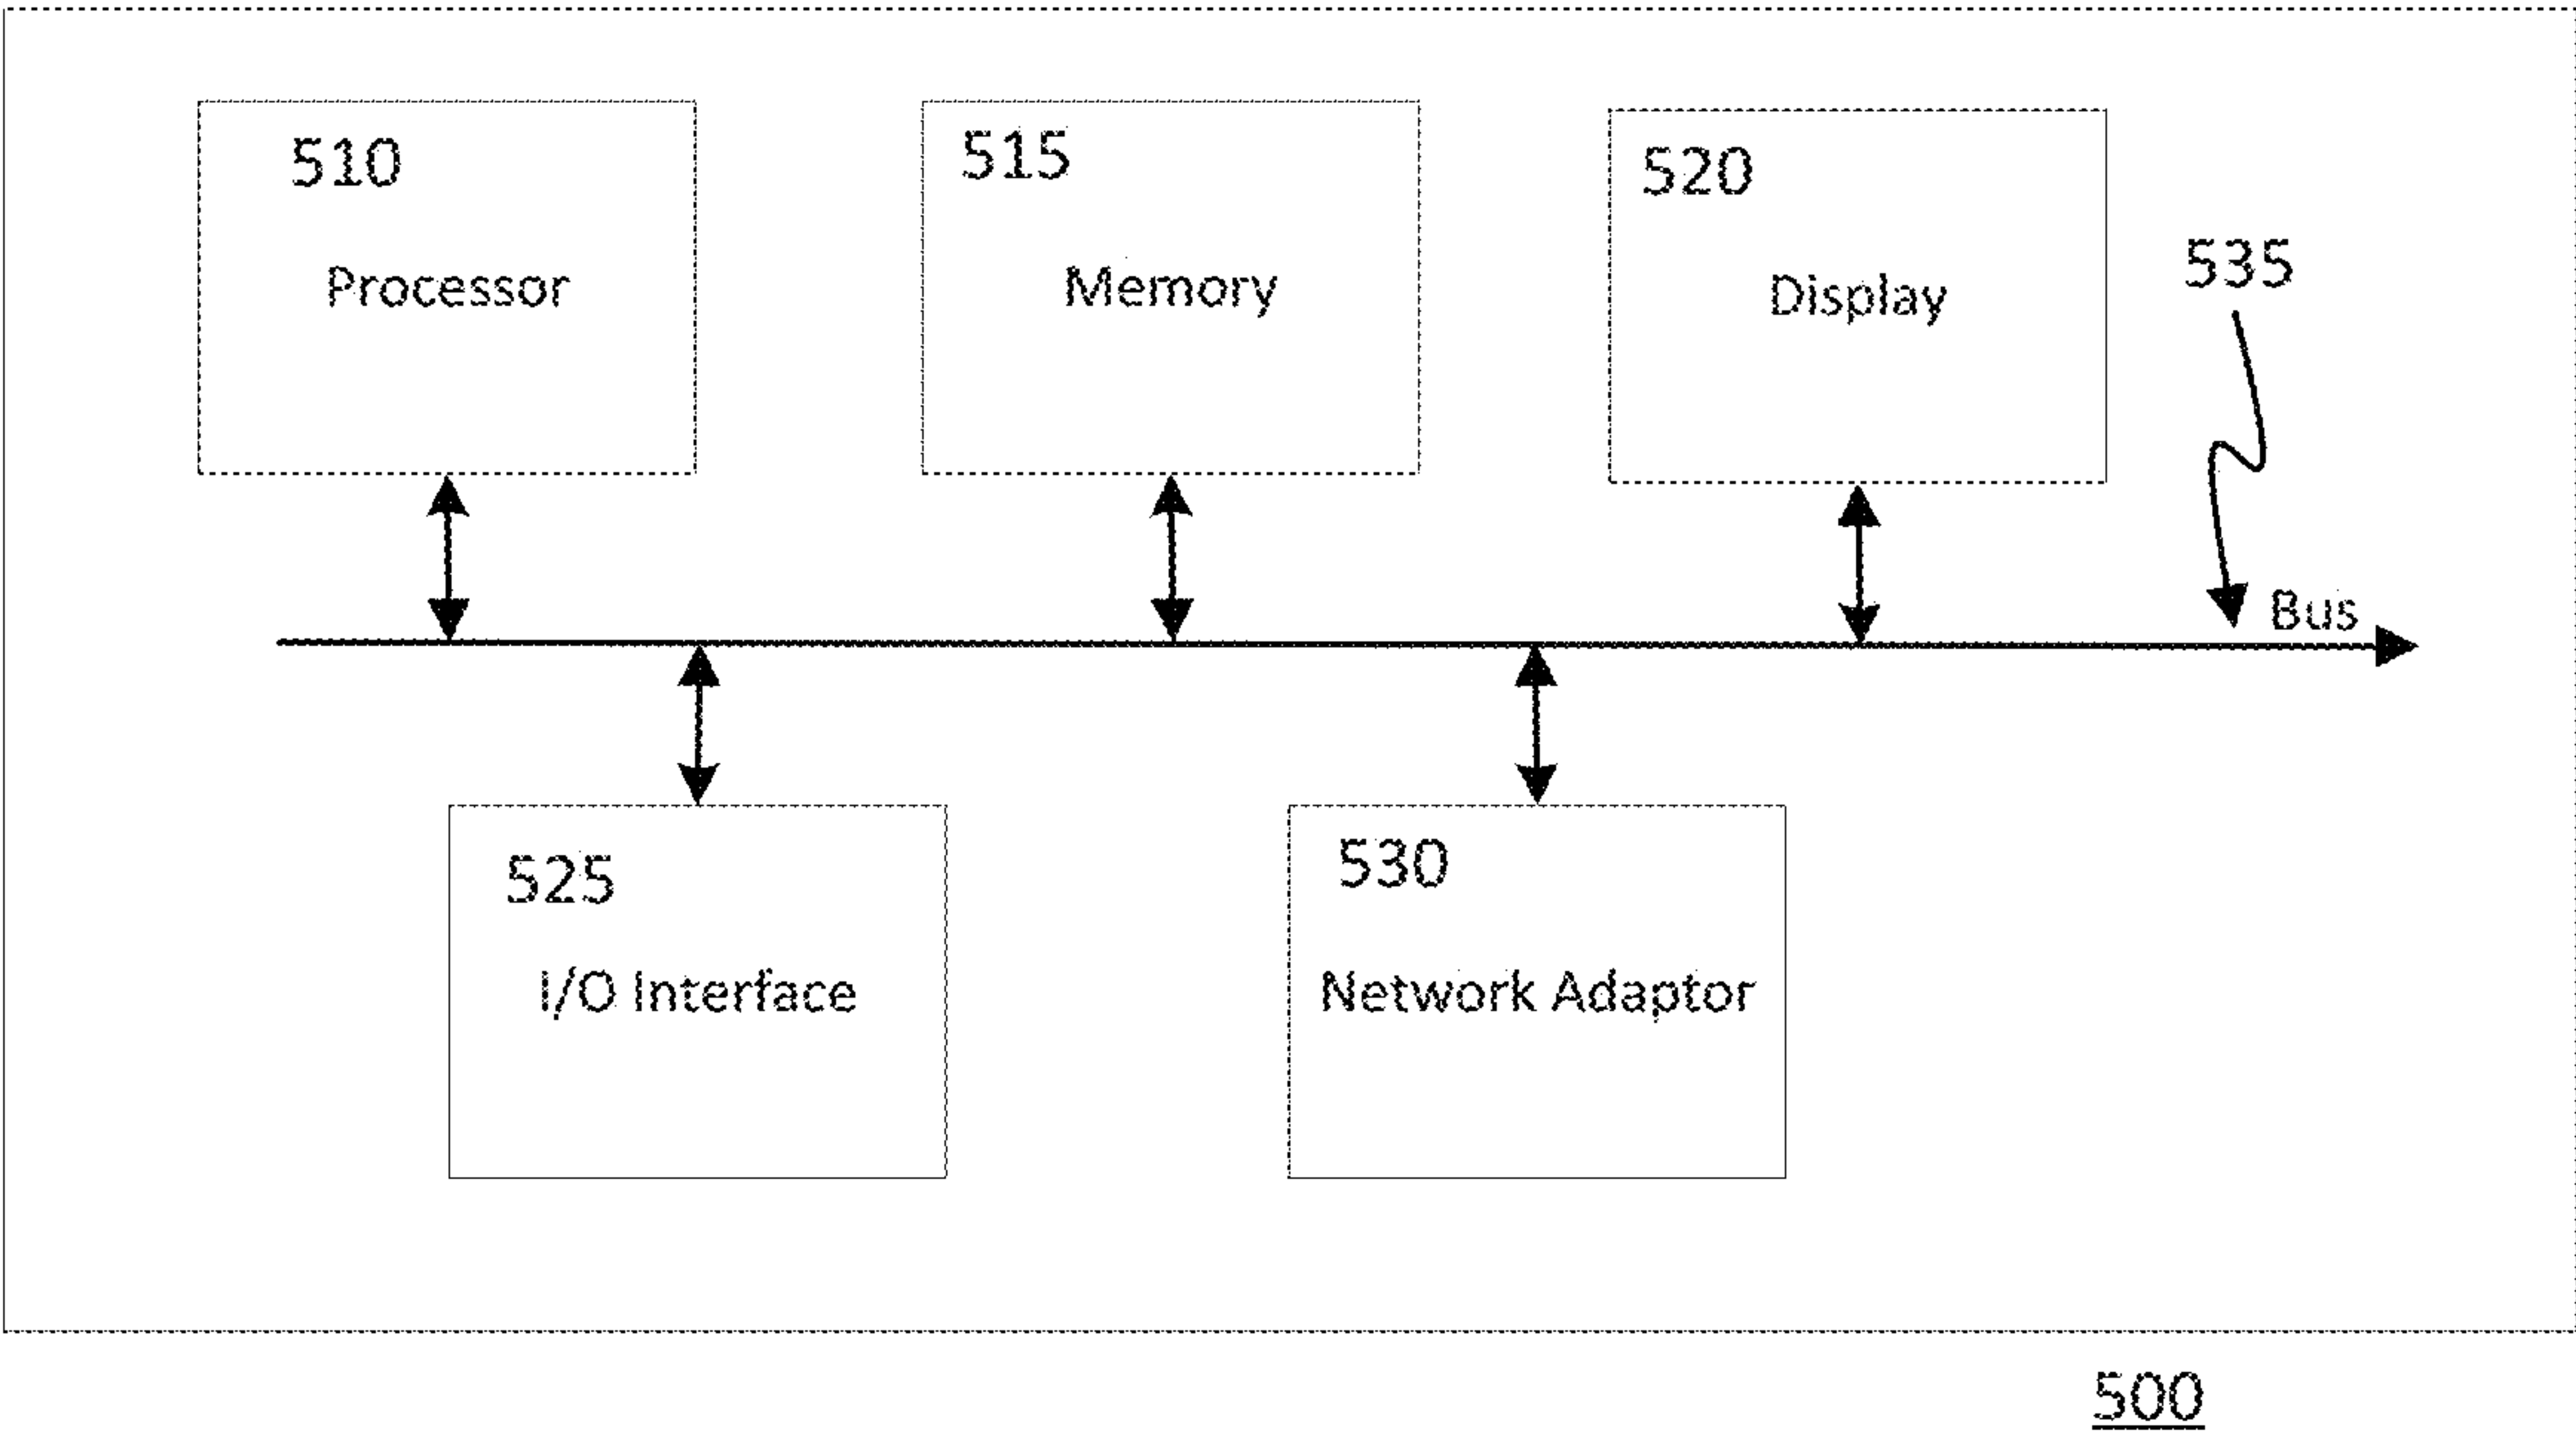 510
Processor
515
Memory
520
Display
535
Bus
525
I/O Interface
530
Network Adaptor
500